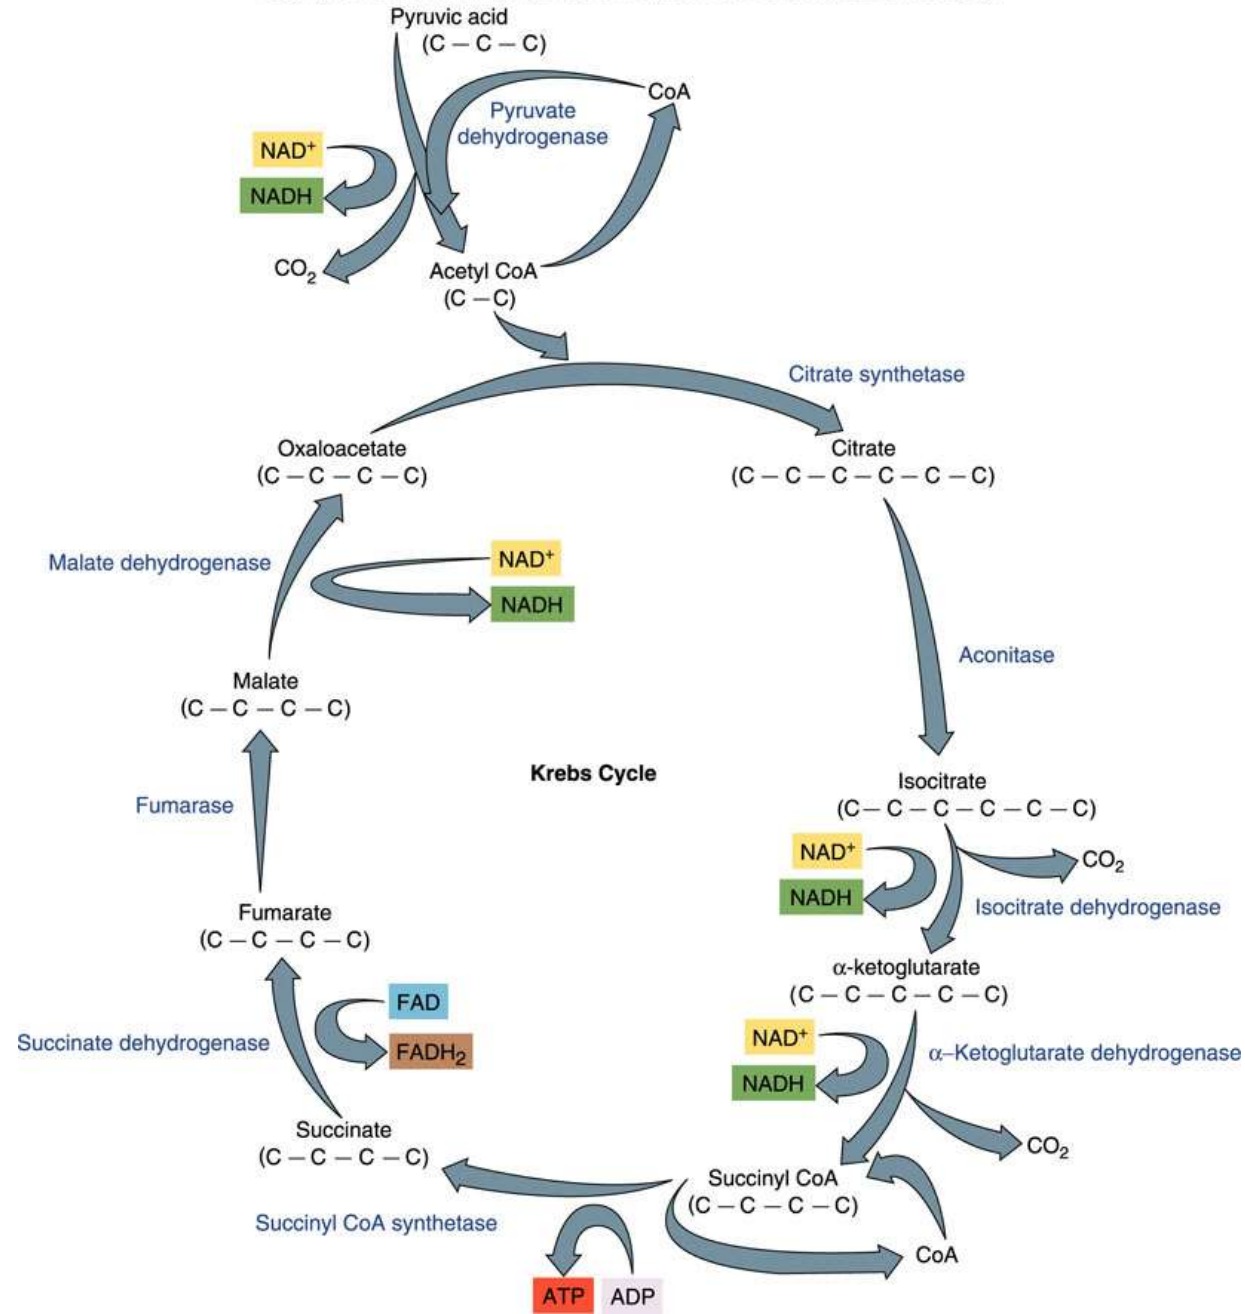 Pyruvic acid
(C – C – C)
CoA
Pyruvate
dehydrogenase
NAD⁺
NADH
CO₂
Acetyl CoA
(C – C)
Citrate synthetase
Oxaloacetate
(C – C – C – C)
Citrate
(C – C – C – C – C – C)
Malate dehydrogenase
NAD⁺
NADH
Aconitase
Malate
(C – C – C – C)
Krebs Cycle
Isocitrate
(C – C – C – C – C – C)
Fumarase
NAD⁺
NADH
CO₂
Isocitrate dehydrogenase
Fumarate
(C – C – C – C)
α-ketoglutarate
(C – C – C – C – C)
FAD
FADH₂
Succinate dehydrogenase
NAD⁺
NADH
α–Ketoglutarate dehydrogenase
CO₂
Succinate
(C – C – C – C)
Succinyl CoA
(C – C – C – C)
Succinyl CoA synthetase
CoA
ATP
ADP